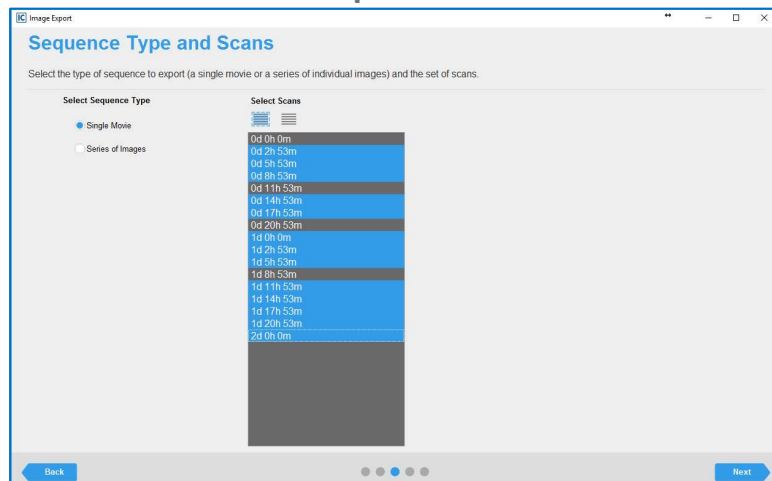 IC Image Export
Sequence Type and Scans
Select the type of sequence to export (a single movie or a series of individual images) and the set of scans.
Select Sequence Type
Single Movie
Series of Images
Select Scans
0d 0h 0m
0d 2h 53m
0d 5h 53m
0d 8h 53m
0d 11h 53m
0d 14h 53m
0d 17h 53m
0d 20h 53m
1d 0h 0m
1d 2h 53m
1d 5h 53m
1d 8h 53m
1d 11h 53m
1d 14h 53m
1d 17h 53m
1d 20h 53m
2d 0h 0m
Back
Next